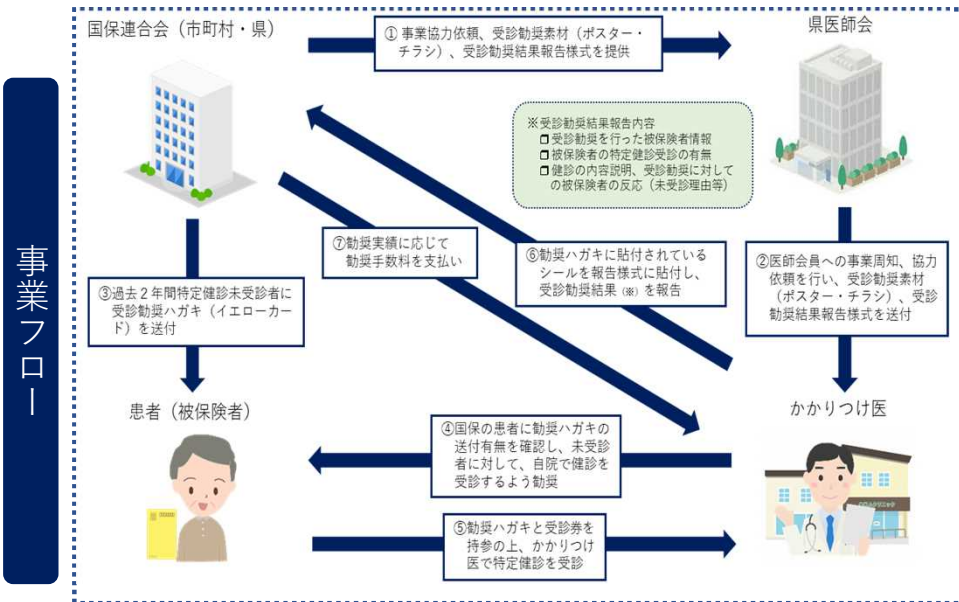 事業フロー
国保連合会（市町村・県）
県医師会
① 事業協力依頼、受診勧奨素材（ポスター・
チラシ）、受診勧奨結果報告様式を提供
※受診勧奨結果報告内容
❒ 受診勧奨を行った被保険者情報
❒ 被保険者の特定健診受診の有無
❒ 健診の内容説明、受診勧奨に対して
の被保険者の反応（未受診理由等）
⑦勧奨実績に応じて
勧奨手数料を支払い
⑥勧奨ハガキに貼付されている
シールを報告様式に貼付し、
受診勧奨結果（※）を報告
②医師会員への事業周知、協力
依頼を行い、受診勧奨素材
（ポスター・チラシ）、受診
勧奨結果報告様式を送付
③過去２年間特定健診未受診者に
受診勧奨ハガキ（イエローカー
ド）を送付
患者（被保険者）
かかりつけ医
④国保の患者に勧奨ハガキの
送付有無を確認し、未受診
者に対して、自院で健診を
受診するよう勧奨
⑤勧奨ハガキと受診券を
持参の上、かかりつけ
医で特定健診を受診